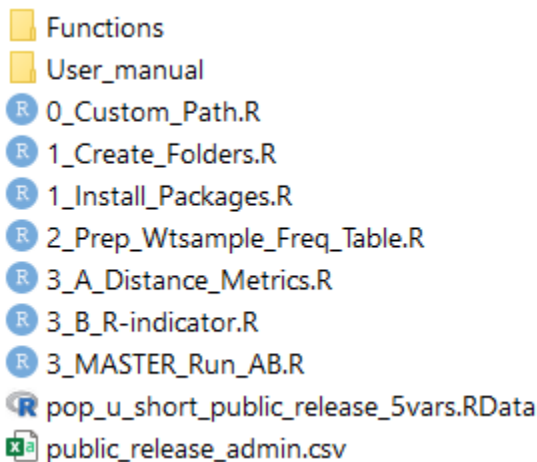 Functions
User_manual
0_Custom_Path.R
1_Create_Folders.R
1_Install_Packages.R
2_Prep_Wtsample_Freq_Table.R
3_A_Distance_Metrics.R
3_B_R-indicator.R
3_MASTER_Run_AB.R
pop_u_short_public_release_5vars.RData
public_release_admin.csv